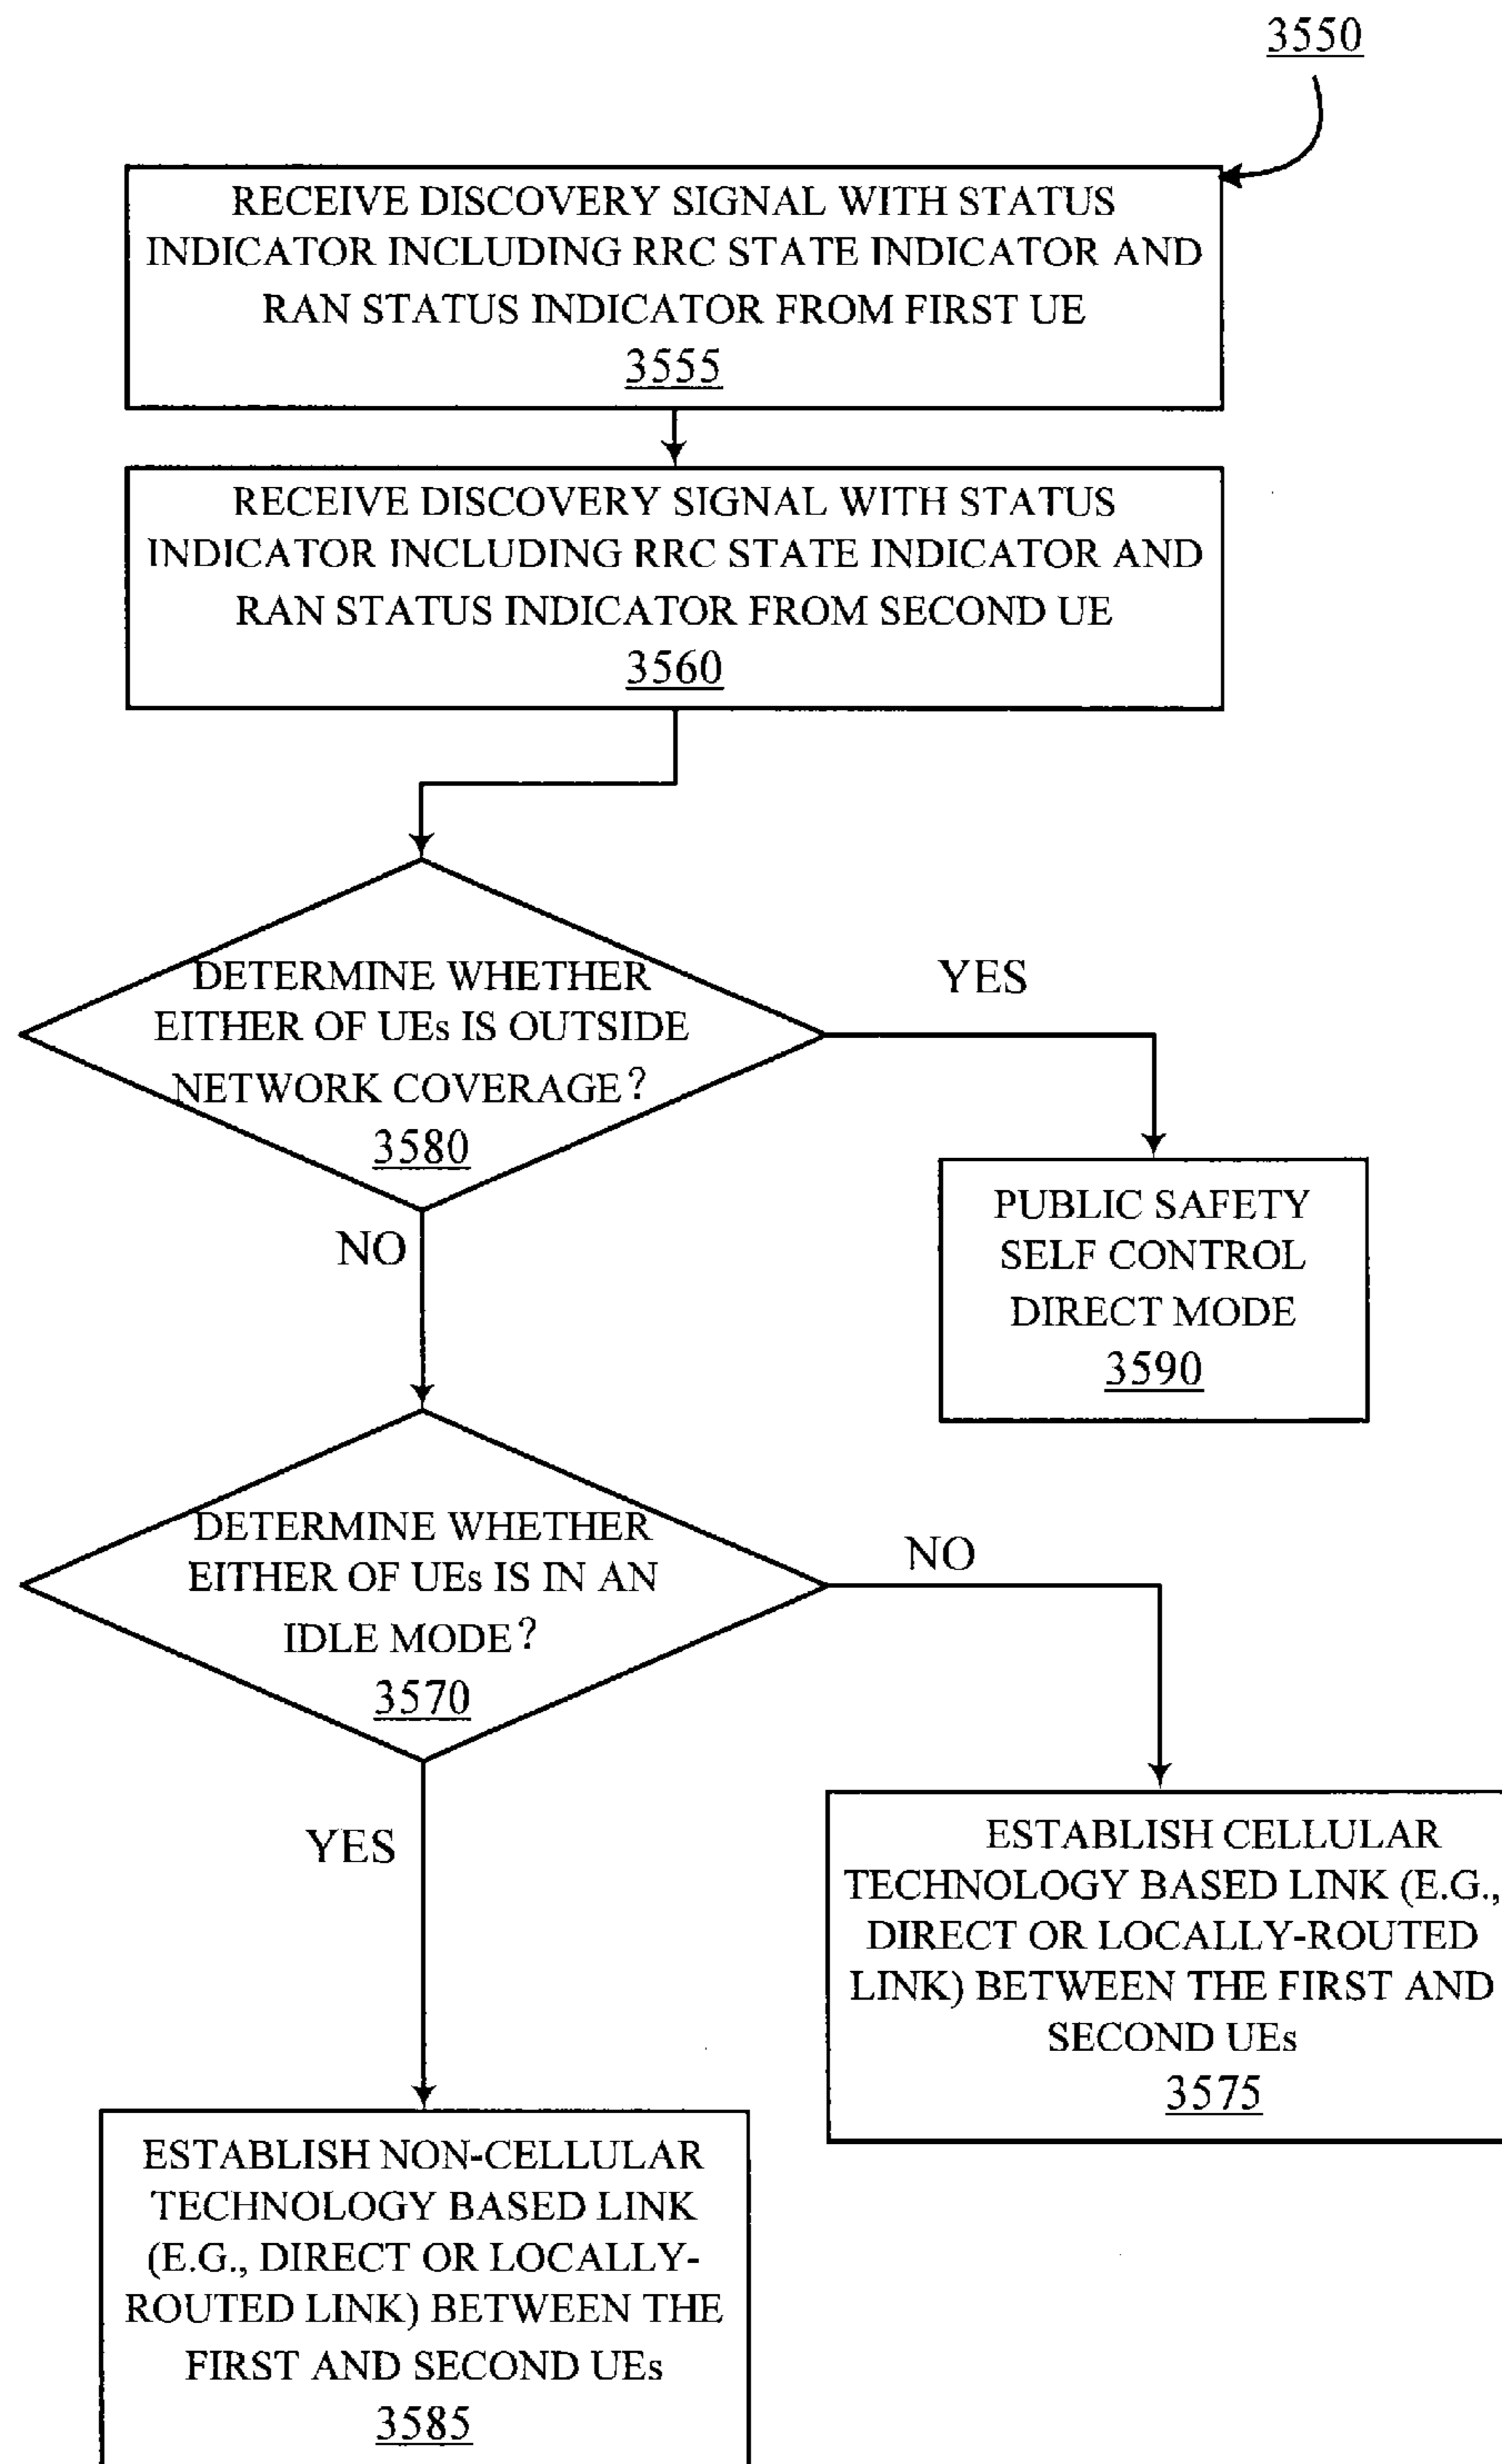 3550
RECEIVE DISCOVERY SIGNAL WITH STATUS
INDICATOR INCLUDING RRC STATE INDICATOR AND
RAN STATUS INDICATOR FROM FIRST UE
3555
RECEIVE DISCOVERY SIGNAL WITH STATUS
INDICATOR INCLUDING RRC STATE INDICATOR AND
RAN STATUS INDICATOR FROM SECOND UE
3560
DETERMINE WHETHER
EITHER OF UEs IS OUTSIDE
NETWORK COVERAGE?
3580
YES
NO
PUBLIC SAFETY
SELF CONTROL
DIRECT MODE
3590
DETERMINE WHETHER
EITHER OF UEs IS IN AN
IDLE MODE?
3570
NO
YES
ESTABLISH CELLULAR
TECHNOLOGY BASED LINK (E.G.,
DIRECT OR LOCALLY-ROUTED
LINK) BETWEEN THE FIRST AND
SECOND UEs
3575
ESTABLISH NON-CELLULAR
TECHNOLOGY BASED LINK
(E.G., DIRECT OR LOCALLY-
ROUTED LINK) BETWEEN THE
FIRST AND SECOND UEs
3585